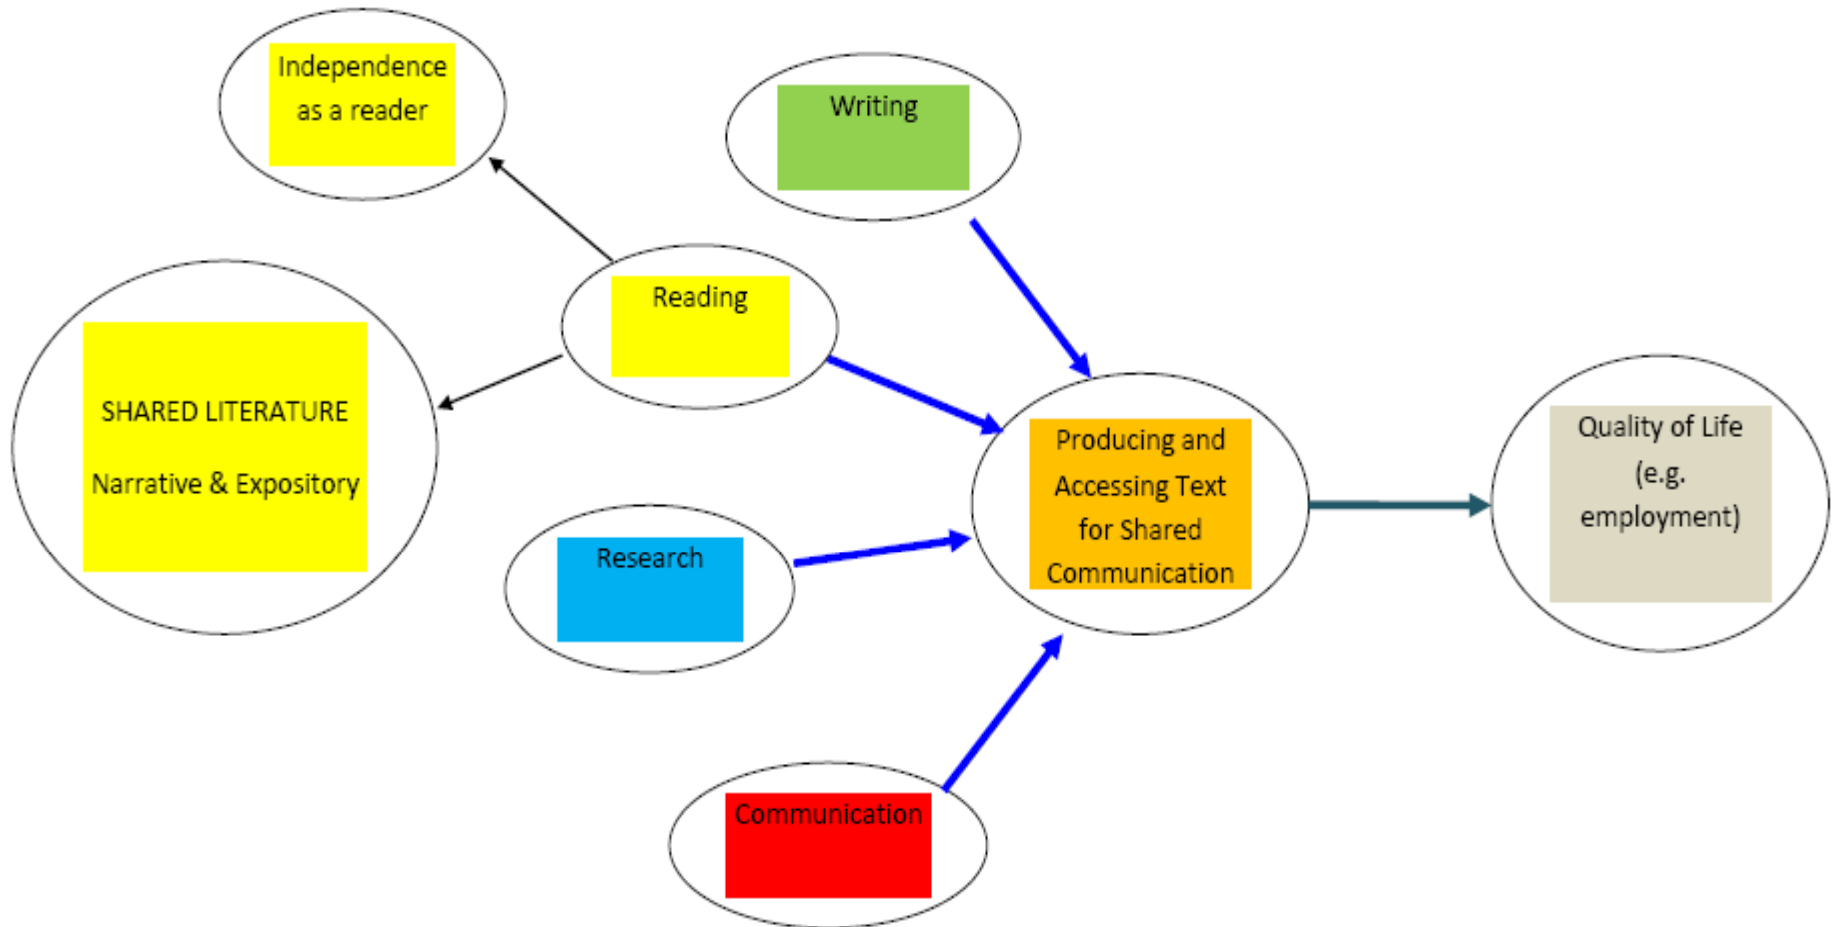 Independence
as a reader
Writing
Reading
SHARED LITERATURE
Narrative & Expository
Producing and
Accessing Text
for Shared
Communication
Quality of Life
(e.g.
employment)
Research
Communication